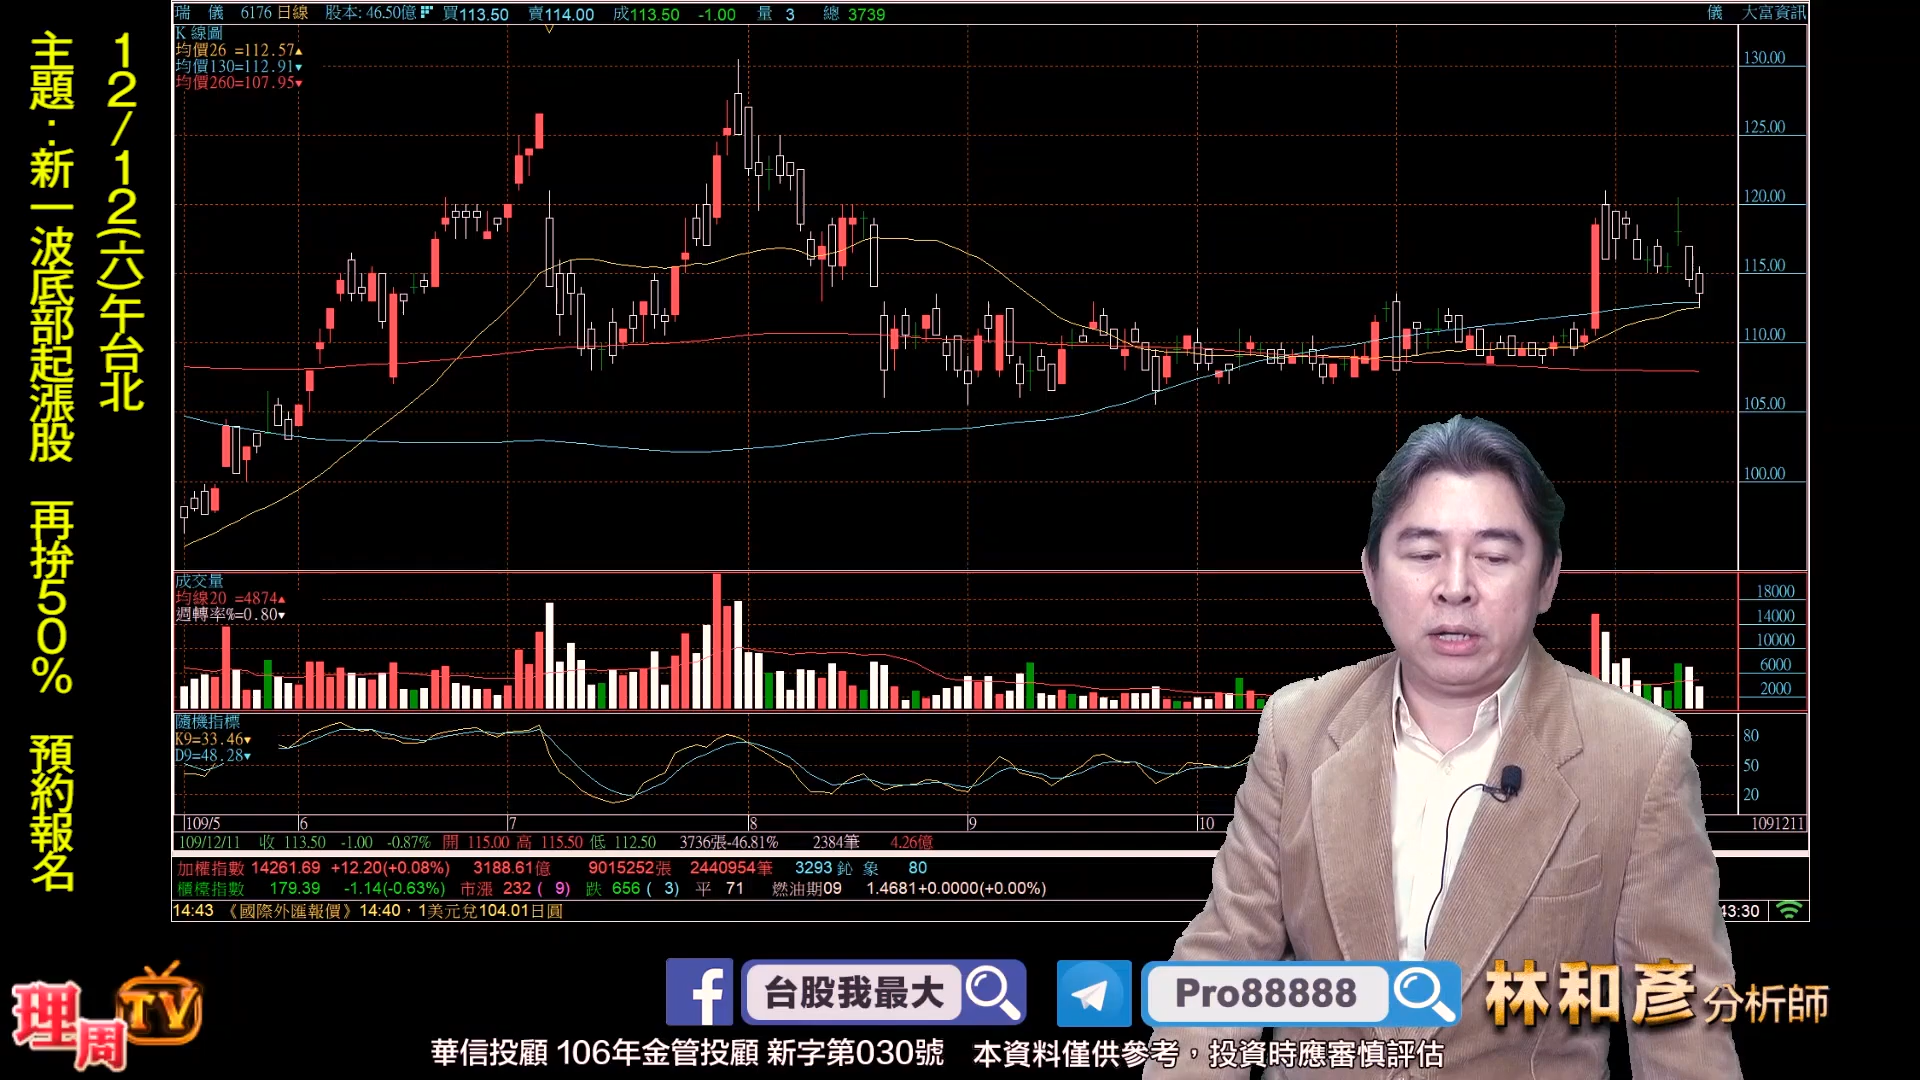 12/12(六)午台北
主題:新一波底部起漲股 再拚50% 預約報名
瑞 儀 6176 日線 股本: 46.50億 買113.50 賣114.00 成113.50 -1.00 量 3 總 3739 儀 大富資訊
K 線圖
均價26 =112.57▲
均價130=112.91▼
均價260=107.95▼
130.00
125.00
120.00
115.00
110.00
105.00
100.00
成交量
均線20 =4874▲
週轉率%=0.80▼
18000
14000
10000
6000
2000
隨機指標
K9=33.46▼
D9=48.28▼
80
50
20
109/5 6 7 8 9 10 1091211
109/12/11 收 113.50 -1.00 -0.87% 開 115.00 高 115.50 低 112.50 3736張-46.81% 2384筆 4.26億
加權指數 14261.69 +12.20(+0.08%) 3188.61億 9015252張 2440954筆 3293 鈊 象 80
櫃檯指數 179.39 -1.14(-0.63%) 市漲 232 ( 9) 跌 656 ( 3) 平 71 燃油期09 1.4681+0.0000(+0.00%)
14:43 《國際外匯報價》14:40,1美元兌104.01日圓 43:30
理周TV
f 台股我最大 Pro88888 林和彥 分析師
華信投顧 106年金管投顧 新字第030號 本資料僅供參考,投資時應審慎評估